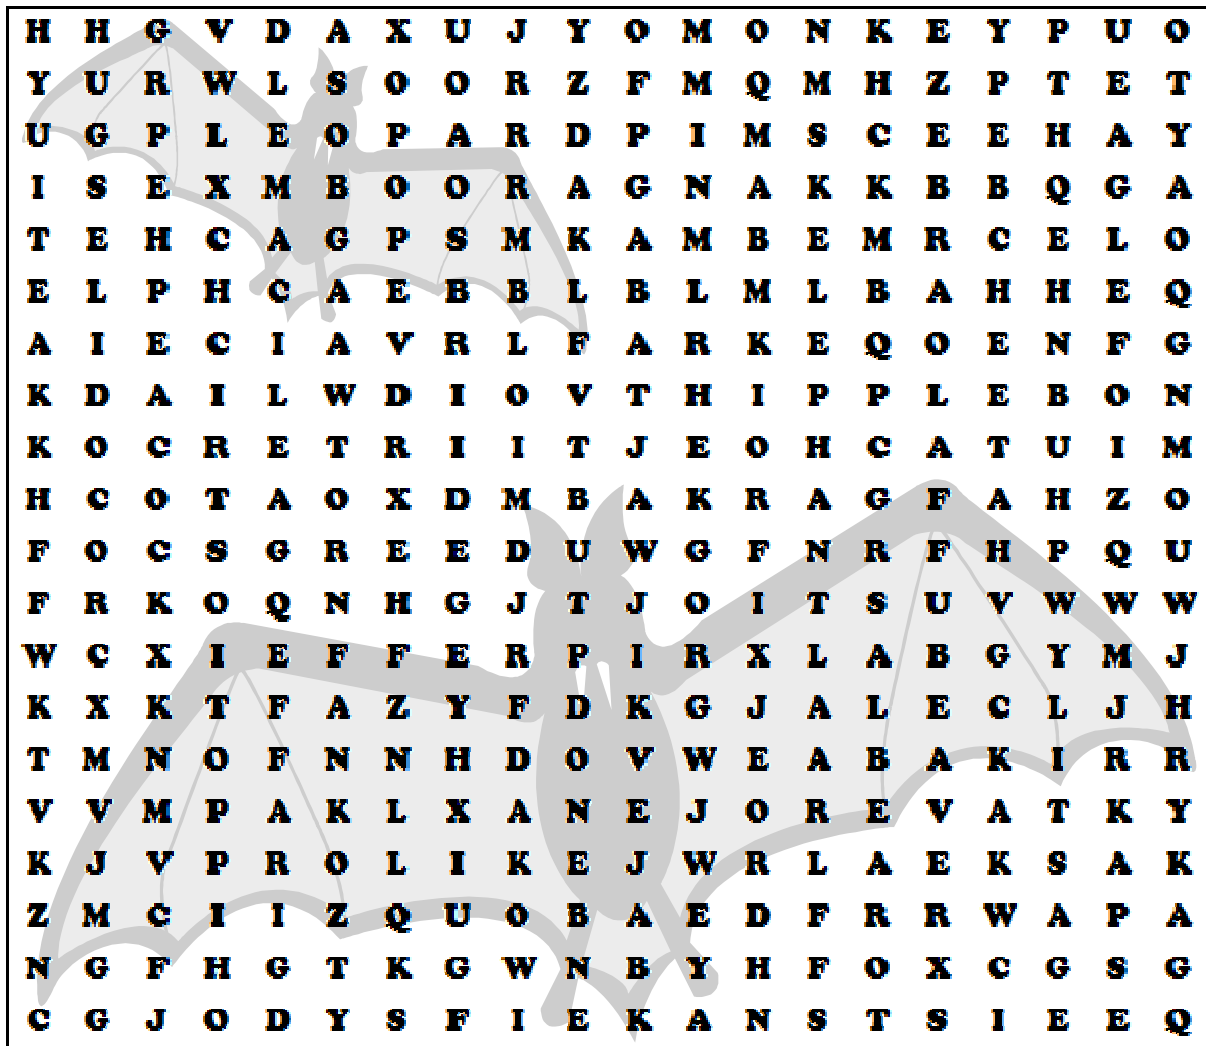 H H G V D A X U J Y O M O N K E Y P U O
Y U R W L S O O R Z F M Q M H Z P T E T
U G P L E O P A R D P I M S C E E H A Y
I S E X M B O O R A G N A K K B B Q G A
T E H C A G P S M K A M B E M R C E L O
E L P H C A E B B L B L M L B A H H E Q
A I E C I A V R L F A R K E Q O E N F G
K D A I L W D I O V T H I P P L E B O N
K O C R E T R I I T J E O H C A T U I M
H C O T A O X D M B A K R A G F A H Z O
F O C S G R E E D U W G F N R F H P Q U
F R K O Q N H G J T J O I T S U V W W W
W C X I E F F E R P I R X L A B G Y M J
K X K T F A Z Y F D K G J A L E C L J H
T M N O F N N H D O V W E A B A K I R R
V V M P A K L X A N E J O R E V A T K Y
K J V P R O L I K E J W R L A E K S A K
Z M C I I Z Q U O B A E D F R R W A P A
N G F H G T K G W N B Y H F O X C G S G
C G J O D Y S F I E K A N S T S I E E Q